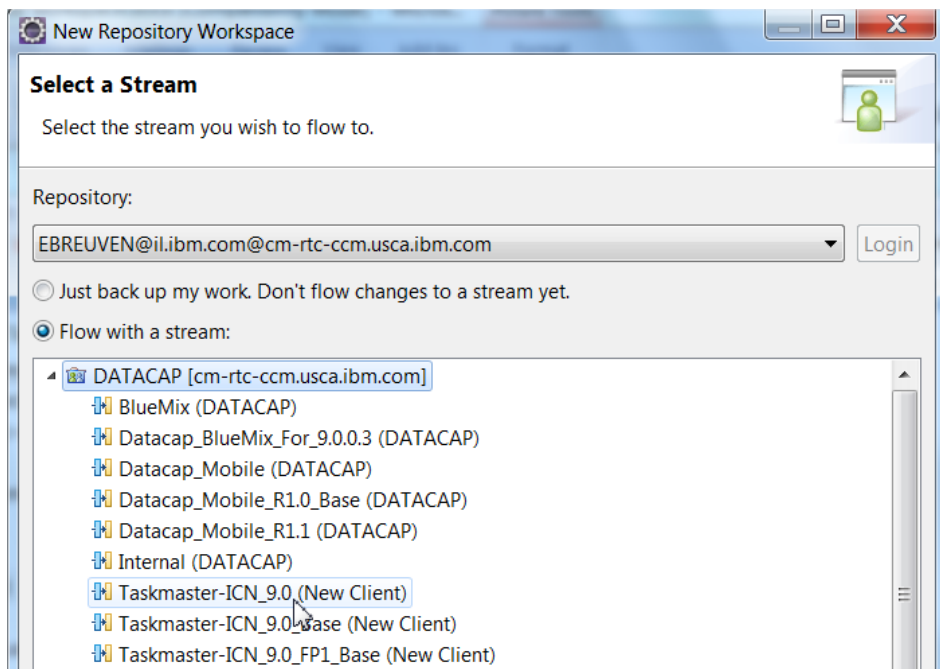 New Repository Workspace
Select a Stream
Select the stream you wish to flow to.
Repository:
EBREUVEN@il.ibm.com@cm-rtc-ccm.usca.ibm.com
Login
Just back up my work. Don't flow changes to a stream yet.
Flow with a stream:
DATACAP [cm-rtc-ccm.usca.ibm.com]
BlueMix (DATACAP)
Datacap_BlueMix_For_9.0.0.3 (DATACAP)
Datacap_Mobile (DATACAP)
Datacap_Mobile_R1.0_Base (DATACAP)
Datacap_Mobile_R1.1 (DATACAP)
Internal (DATACAP)
Taskmaster-ICN_9.0 (New Client)
Taskmaster-ICN_9.0_Base (New Client)
Taskmaster-ICN_9.0_FP1_Base (New Client)